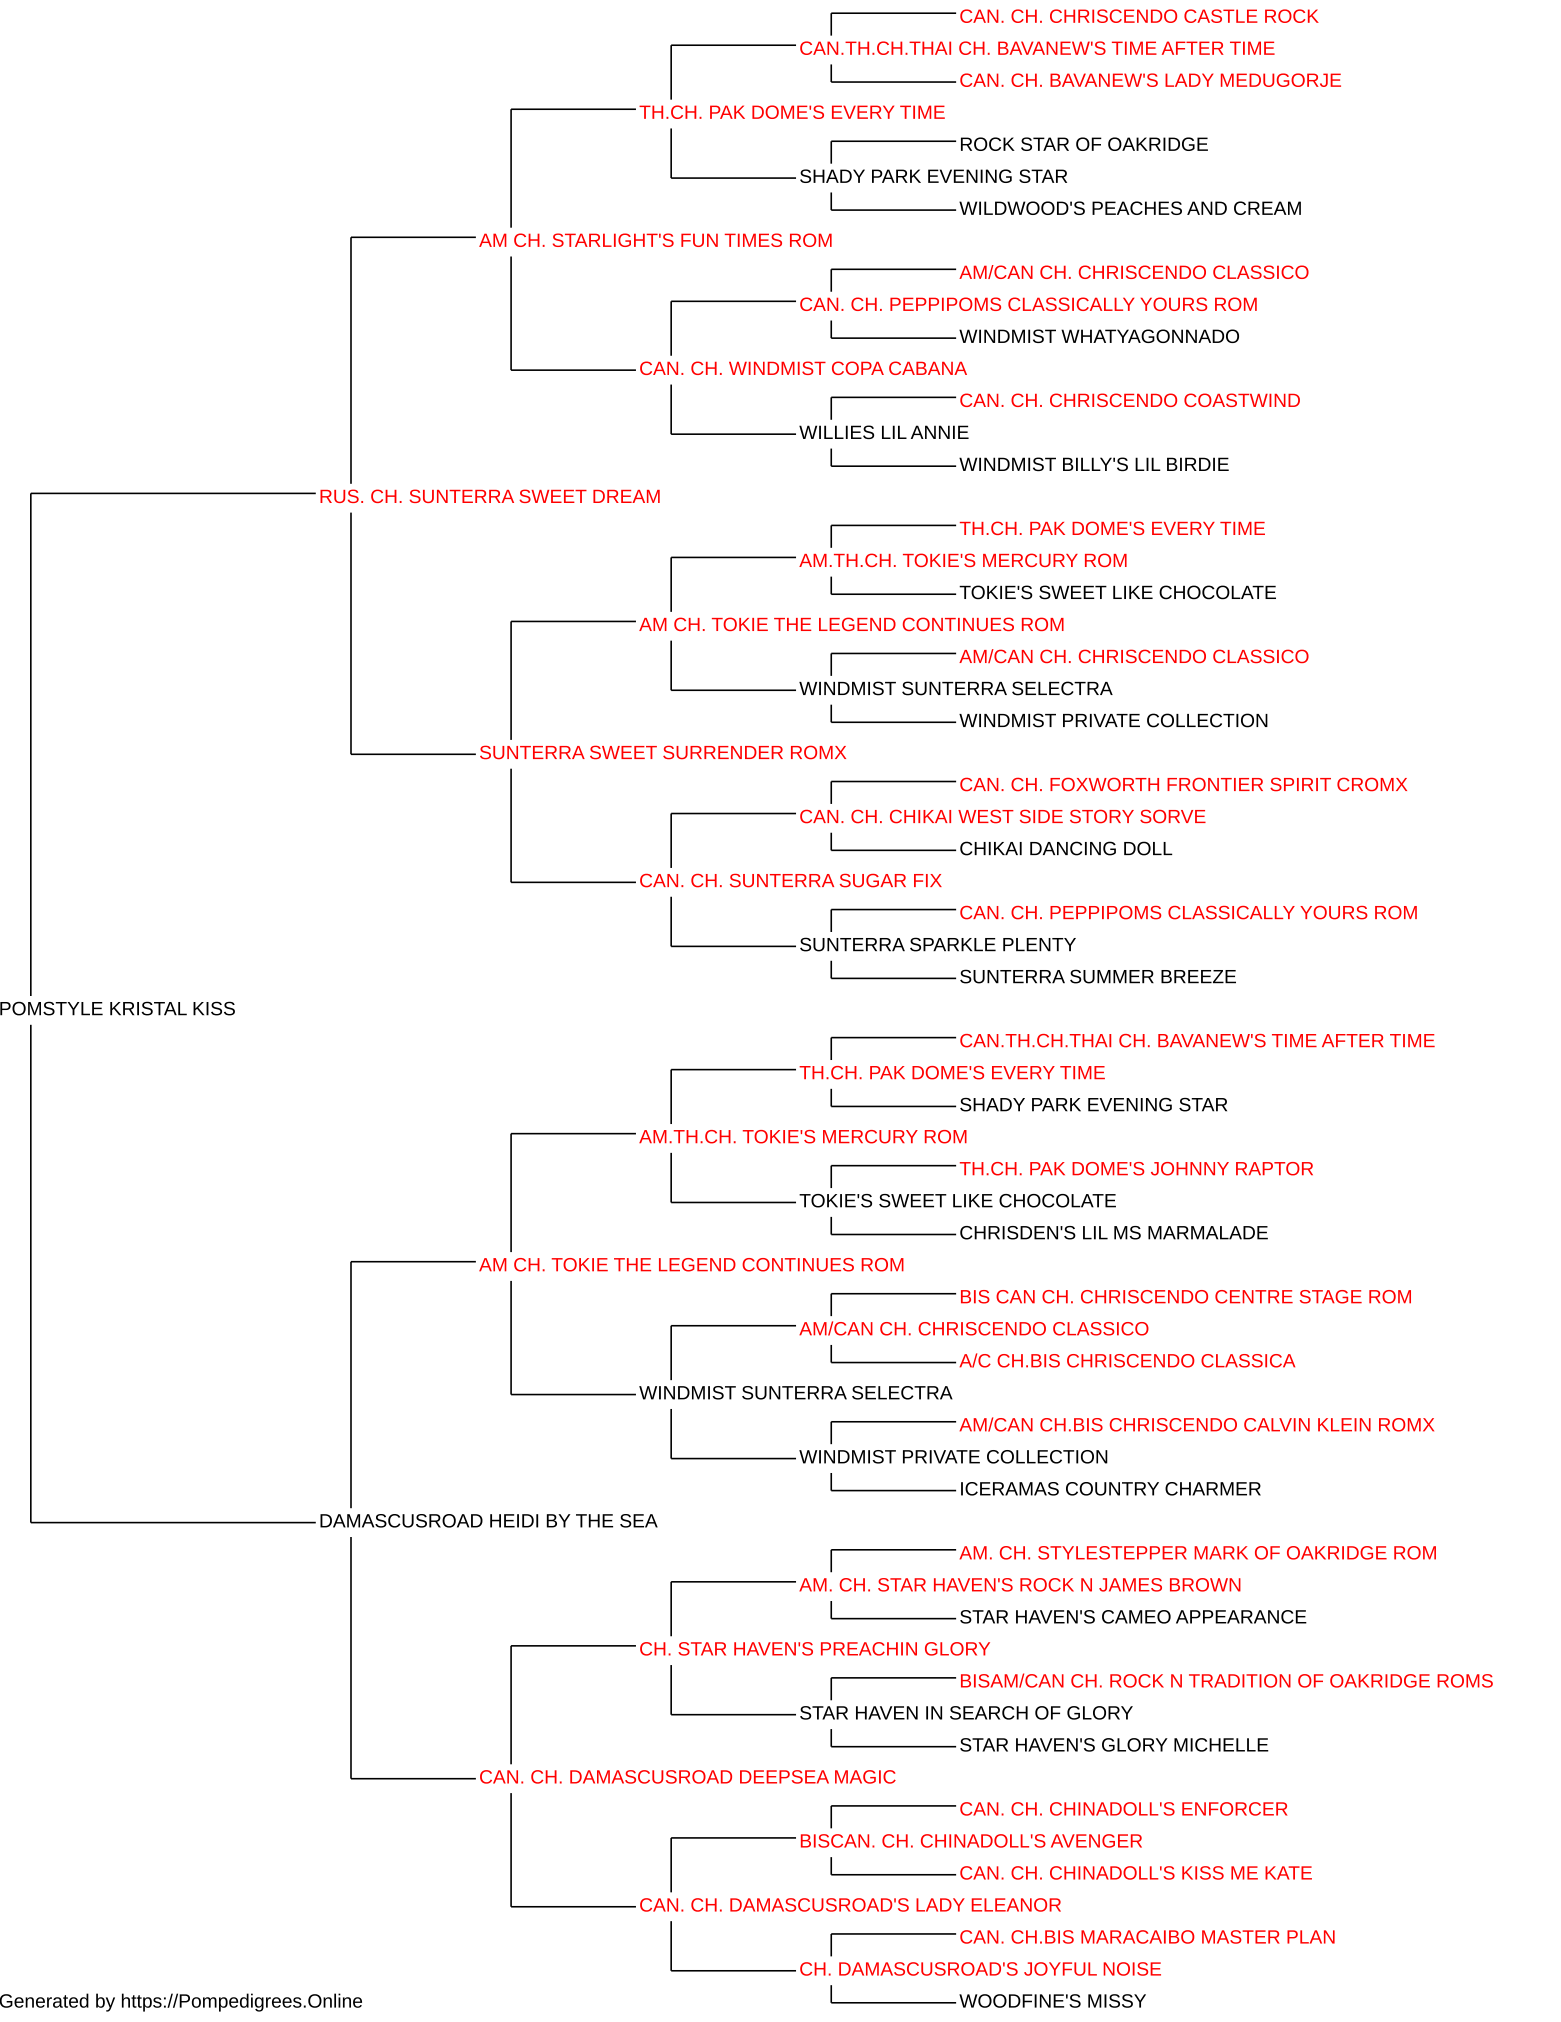 CAN. CH. CHRISCENDO CASTLE ROCK
CAN.TH.CH.THAI CH. BAVANEW'S TIME AFTER TIME
CAN. CH. BAVANEW'S LADY MEDUGORJE
TH.CH. PAK DOME'S EVERY TIME
ROCK STAR OF OAKRIDGE
SHADY PARK EVENING STAR
WILDWOOD'S PEACHES AND CREAM
AM CH. STARLIGHT'S FUN TIMES ROM
AM/CAN CH. CHRISCENDO CLASSICO
CAN. CH. PEPPIPOMS CLASSICALLY YOURS ROM
WINDMIST WHATYAGONNADO
CAN. CH. WINDMIST COPA CABANA
CAN. CH. CHRISCENDO COASTWIND
WILLIES LIL ANNIE
WINDMIST BILLY'S LIL BIRDIE
RUS. CH. SUNTERRA SWEET DREAM
TH.CH. PAK DOME'S EVERY TIME
AM.TH.CH. TOKIE'S MERCURY ROM
TOKIE'S SWEET LIKE CHOCOLATE
AM CH. TOKIE THE LEGEND CONTINUES ROM
AM/CAN CH. CHRISCENDO CLASSICO
WINDMIST SUNTERRA SELECTRA
WINDMIST PRIVATE COLLECTION
SUNTERRA SWEET SURRENDER ROMX
CAN. CH. FOXWORTH FRONTIER SPIRIT CROMX
CAN. CH. CHIKAI WEST SIDE STORY SORVE
CHIKAI DANCING DOLL
CAN. CH. SUNTERRA SUGAR FIX
CAN. CH. PEPPIPOMS CLASSICALLY YOURS ROM
SUNTERRA SPARKLE PLENTY
SUNTERRA SUMMER BREEZE
POMSTYLE KRISTAL KISS
CAN.TH.CH.THAI CH. BAVANEW'S TIME AFTER TIME
TH.CH. PAK DOME'S EVERY TIME
SHADY PARK EVENING STAR
AM.TH.CH. TOKIE'S MERCURY ROM
TH.CH. PAK DOME'S JOHNNY RAPTOR
TOKIE'S SWEET LIKE CHOCOLATE
CHRISDEN'S LIL MS MARMALADE
AM CH. TOKIE THE LEGEND CONTINUES ROM
BIS CAN CH. CHRISCENDO CENTRE STAGE ROM
AM/CAN CH. CHRISCENDO CLASSICO
A/C CH.BIS CHRISCENDO CLASSICA
WINDMIST SUNTERRA SELECTRA
AM/CAN CH.BIS CHRISCENDO CALVIN KLEIN ROMX
WINDMIST PRIVATE COLLECTION
ICERAMAS COUNTRY CHARMER
DAMASCUSROAD HEIDI BY THE SEA
AM. CH. STYLESTEPPER MARK OF OAKRIDGE ROM
AM. CH. STAR HAVEN'S ROCK N JAMES BROWN
STAR HAVEN'S CAMEO APPEARANCE
CH. STAR HAVEN'S PREACHIN GLORY
BISAM/CAN CH. ROCK N TRADITION OF OAKRIDGE ROMS
STAR HAVEN IN SEARCH OF GLORY
STAR HAVEN'S GLORY MICHELLE
CAN. CH. DAMASCUSROAD DEEPSEA MAGIC
CAN. CH. CHINADOLL'S ENFORCER
BISCAN. CH. CHINADOLL'S AVENGER
CAN. CH. CHINADOLL'S KISS ME KATE
CAN. CH. DAMASCUSROAD'S LADY ELEANOR
CAN. CH.BIS MARACAIBO MASTER PLAN
CH. DAMASCUSROAD'S JOYFUL NOISE
WOODFINE'S MISSY
Generated by https://Pompedigrees.Online